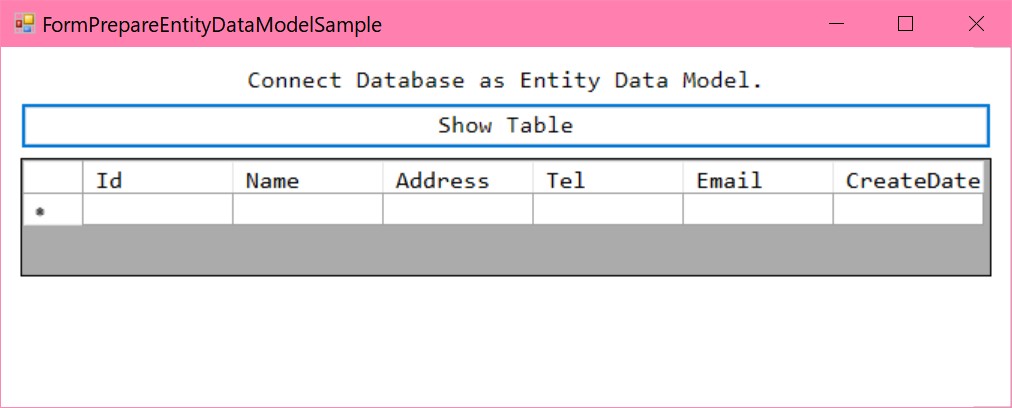 FormPrepareEntityDataModelSample
Connect Database as Entity Data Model.
Show Table
Id Name Address Tel Email CreateDate
*